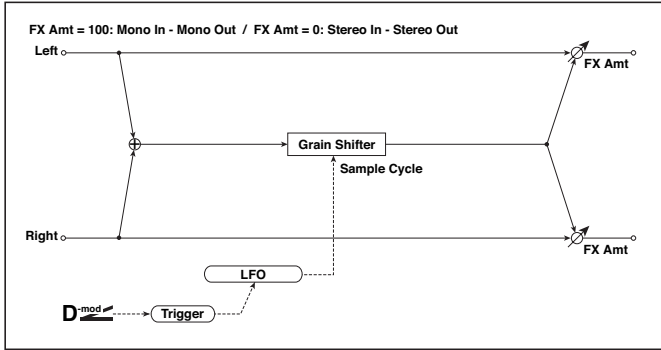 FX Amt = 100: Mono In - Mono Out / FX Amt = 0: Stereo In - Stereo Out
Left
FX Amt
Grain Shifter
Sample Cycle
Right
FX Amt
LFO
D-mod
Trigger